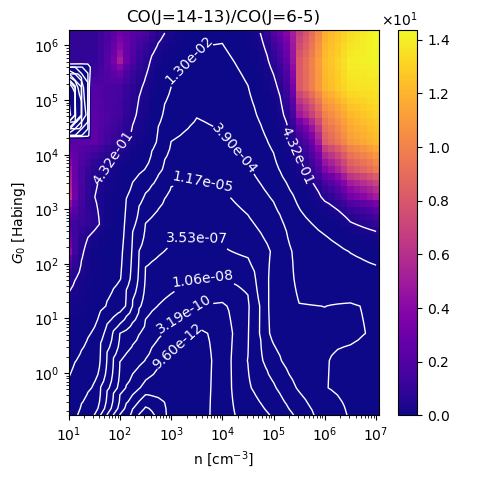 CO(J=14-13)/CO(J=6-5)
×10¹
10⁶
10⁵
10⁴
10³
10²
10¹
10⁰
G₀ [Habing]
1.30e-02
4.32e-01
3.90e-04
4.32e-01
1.17e-05
3.53e-07
1.06e-08
3.19e-10
9.60e-12
10¹
10²
10³
10⁴
10⁵
10⁶
10⁷
n [cm⁻³]
1.4
1.2
1.0
0.8
0.6
0.4
0.2
0.0